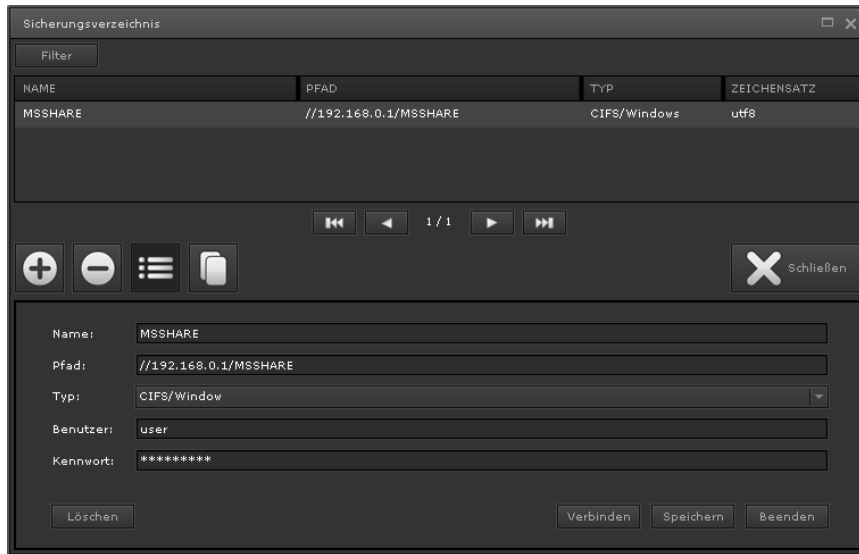 Sicherungsverzeichnis
Filter
NAME PFAD TYP ZEICHENSATZ
MSSHARE //192.168.0.1/MSSHARE CIFS/Windows utf8
1/1
Schließen
Name: MSSHARE
Pfad: //192.168.0.1/MSSHARE
Typ: CIFS/Window
Benutzer: user
Kennwort: *********
Löschen Verbinden Speichern Beenden